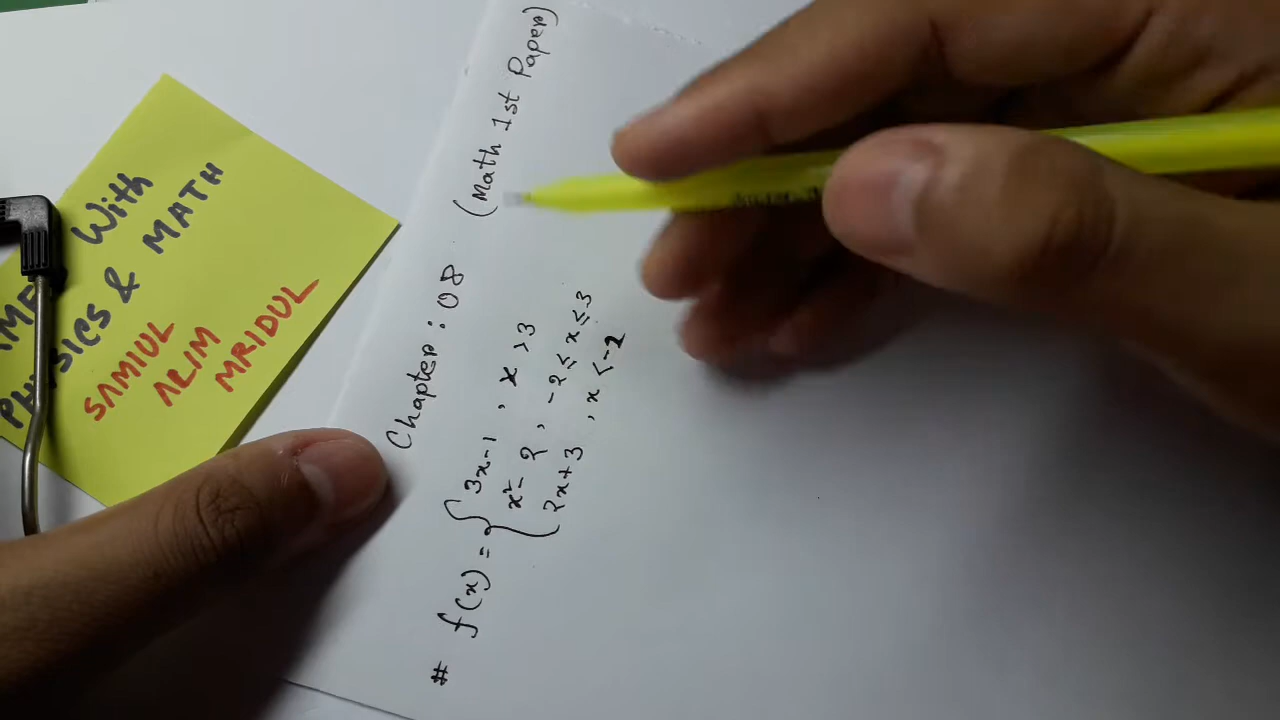 With
PHYSICS & MATH
SAMIUL
ALIM
MRIDUL
Chapter : 08 (Math 1st Paper)
# f(x) = { 3x-1 , x > 3
x² - 2 , -2 ≤ x ≤ 3
2x+3 , x < -2